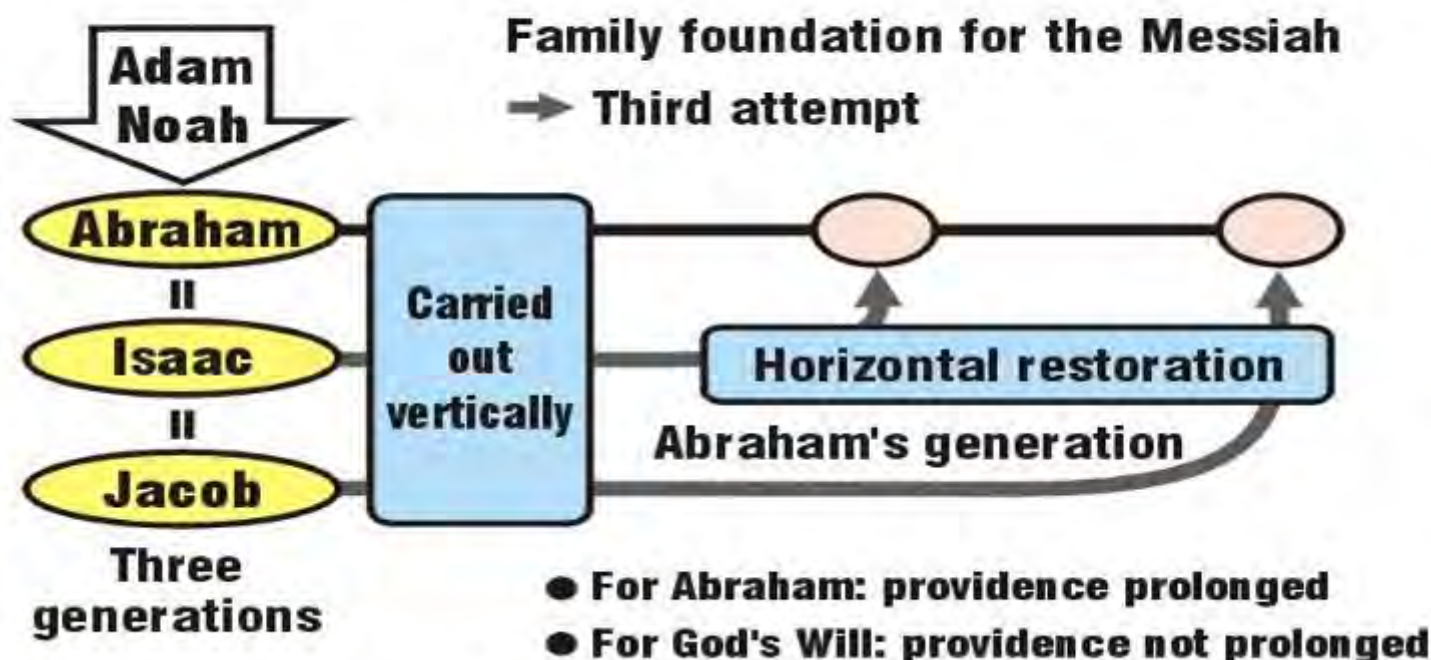 Family foundation for the Messiah
→ Third attempt
Adam
Noah
Abraham
=
Isaac
=
Jacob
Three
generations
Carried
out
vertically
Horizontal restoration
Abraham's generation
● For Abraham: providence prolonged
● For God's Will: providence not prolonged